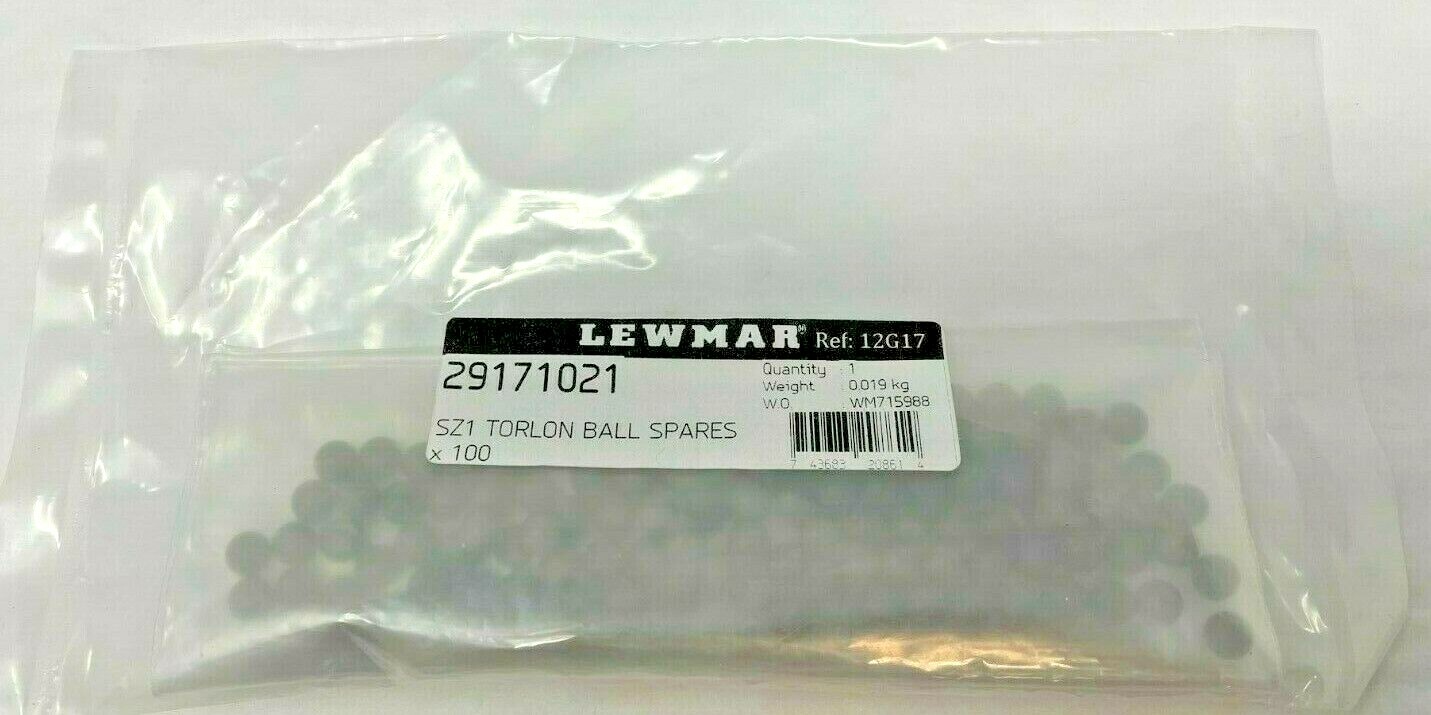 LEWMAR® Ref: 12G17
29171021
Quantity : 1
Weight : 0.019 kg
W.O : WM715988
SZ1 TORLON BALL SPARES
x 100
7 43683 20861 4